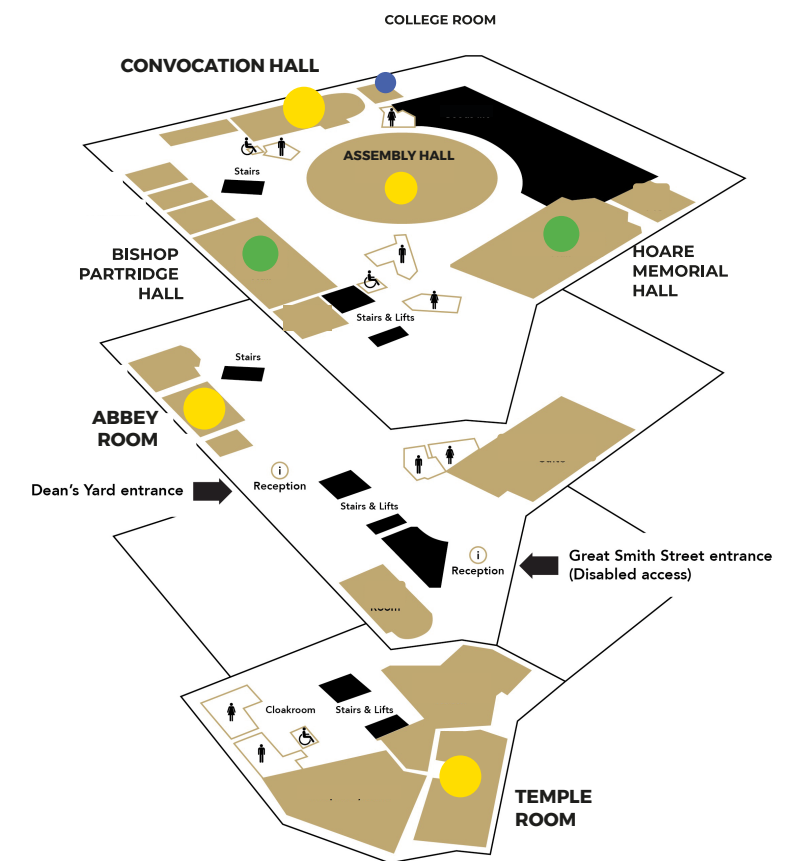 COLLEGE ROOM
CONVOCATION HALL
ASSEMBLY HALL
Stairs
BISHOP
PARTRIDGE
HALL
HOARE
MEMORIAL
HALL
Stairs & Lifts
Stairs
ABBEY
ROOM
i
Reception
Dean's Yard entrance
Stairs & Lifts
i
Reception
Great Smith Street entrance
(Disabled access)
Cloakroom
Stairs & Lifts
TEMPLE
ROOM